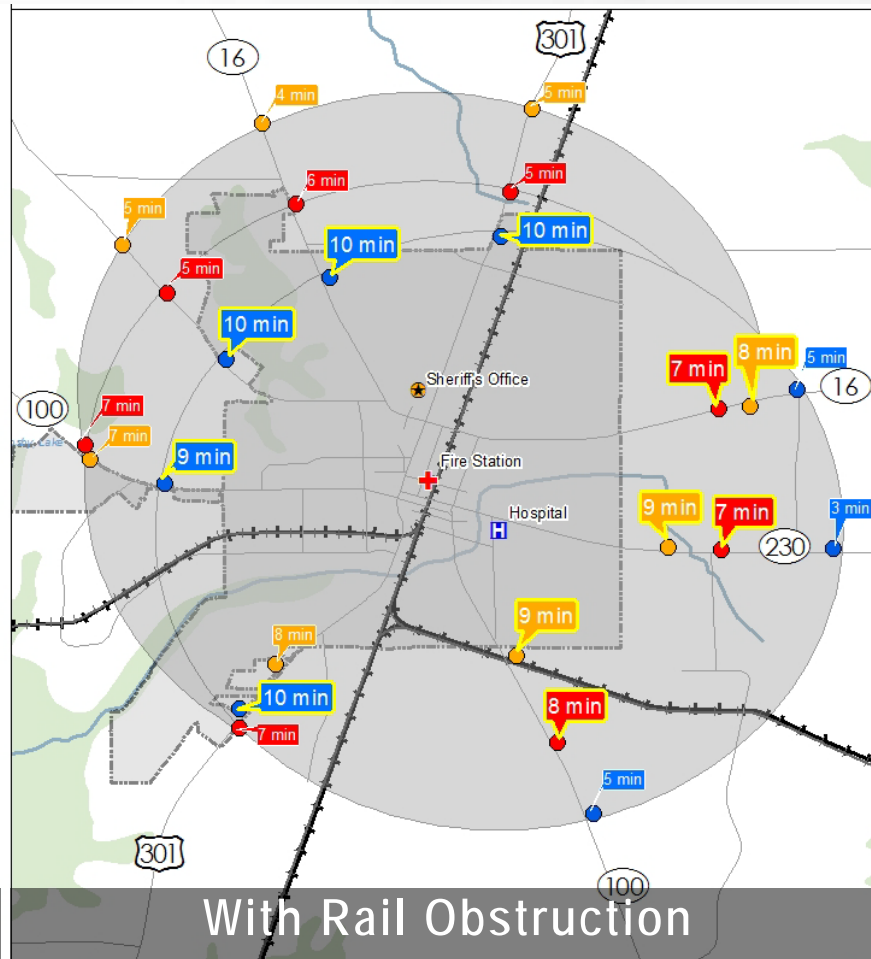 301
16
4 min
5 min
6 min
5 min
5 min
10 min
10 min
5 min
10 min
8 min
5 min
7 min
Sheriff's Office
16
100
7 min
7 min
9 min
Fire Station
Hospital
9 min
7 min
3 min
230
8 min
9 min
10 min
8 min
7 min
5 min
301
100
With Rail Obstruction